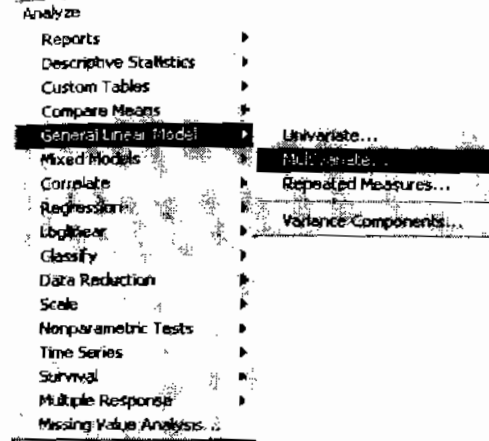 Analyze
Reports
Descriptive Statistics
Custom Tables
Compare Means
General Linear Model
Mixed Models
Correlate
Regression
Loglinear
Classify
Data Reduction
Scale
Nonparametric Tests
Time Series
Survival
Multiple Response
Missing Value Analysis...
Univariate...
Multivariate...
Repeated Measures...
Variance Components...